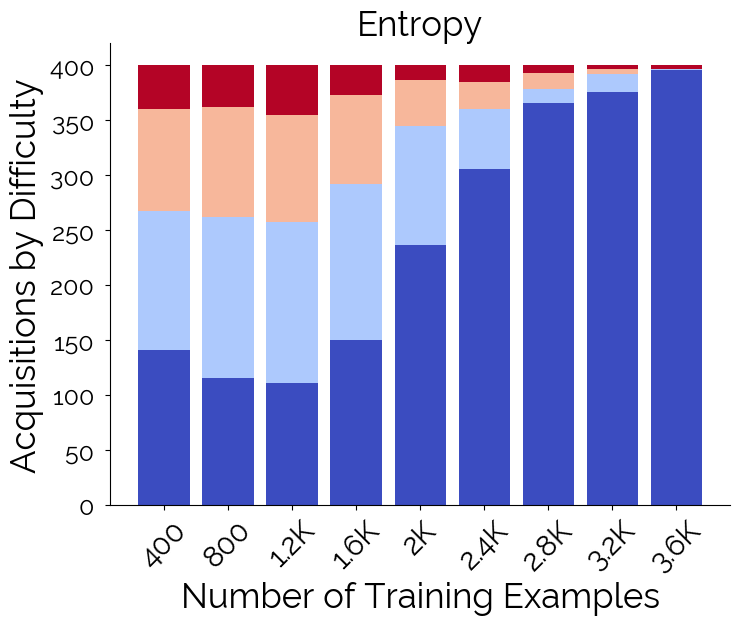 Entropy
Acquisitions by Difficulty
400
350
300
250
200
150
100
50
0
400 800 1.2K 1.6K 2K 2.4K 2.8K 3.2K 3.6K
Number of Training Examples